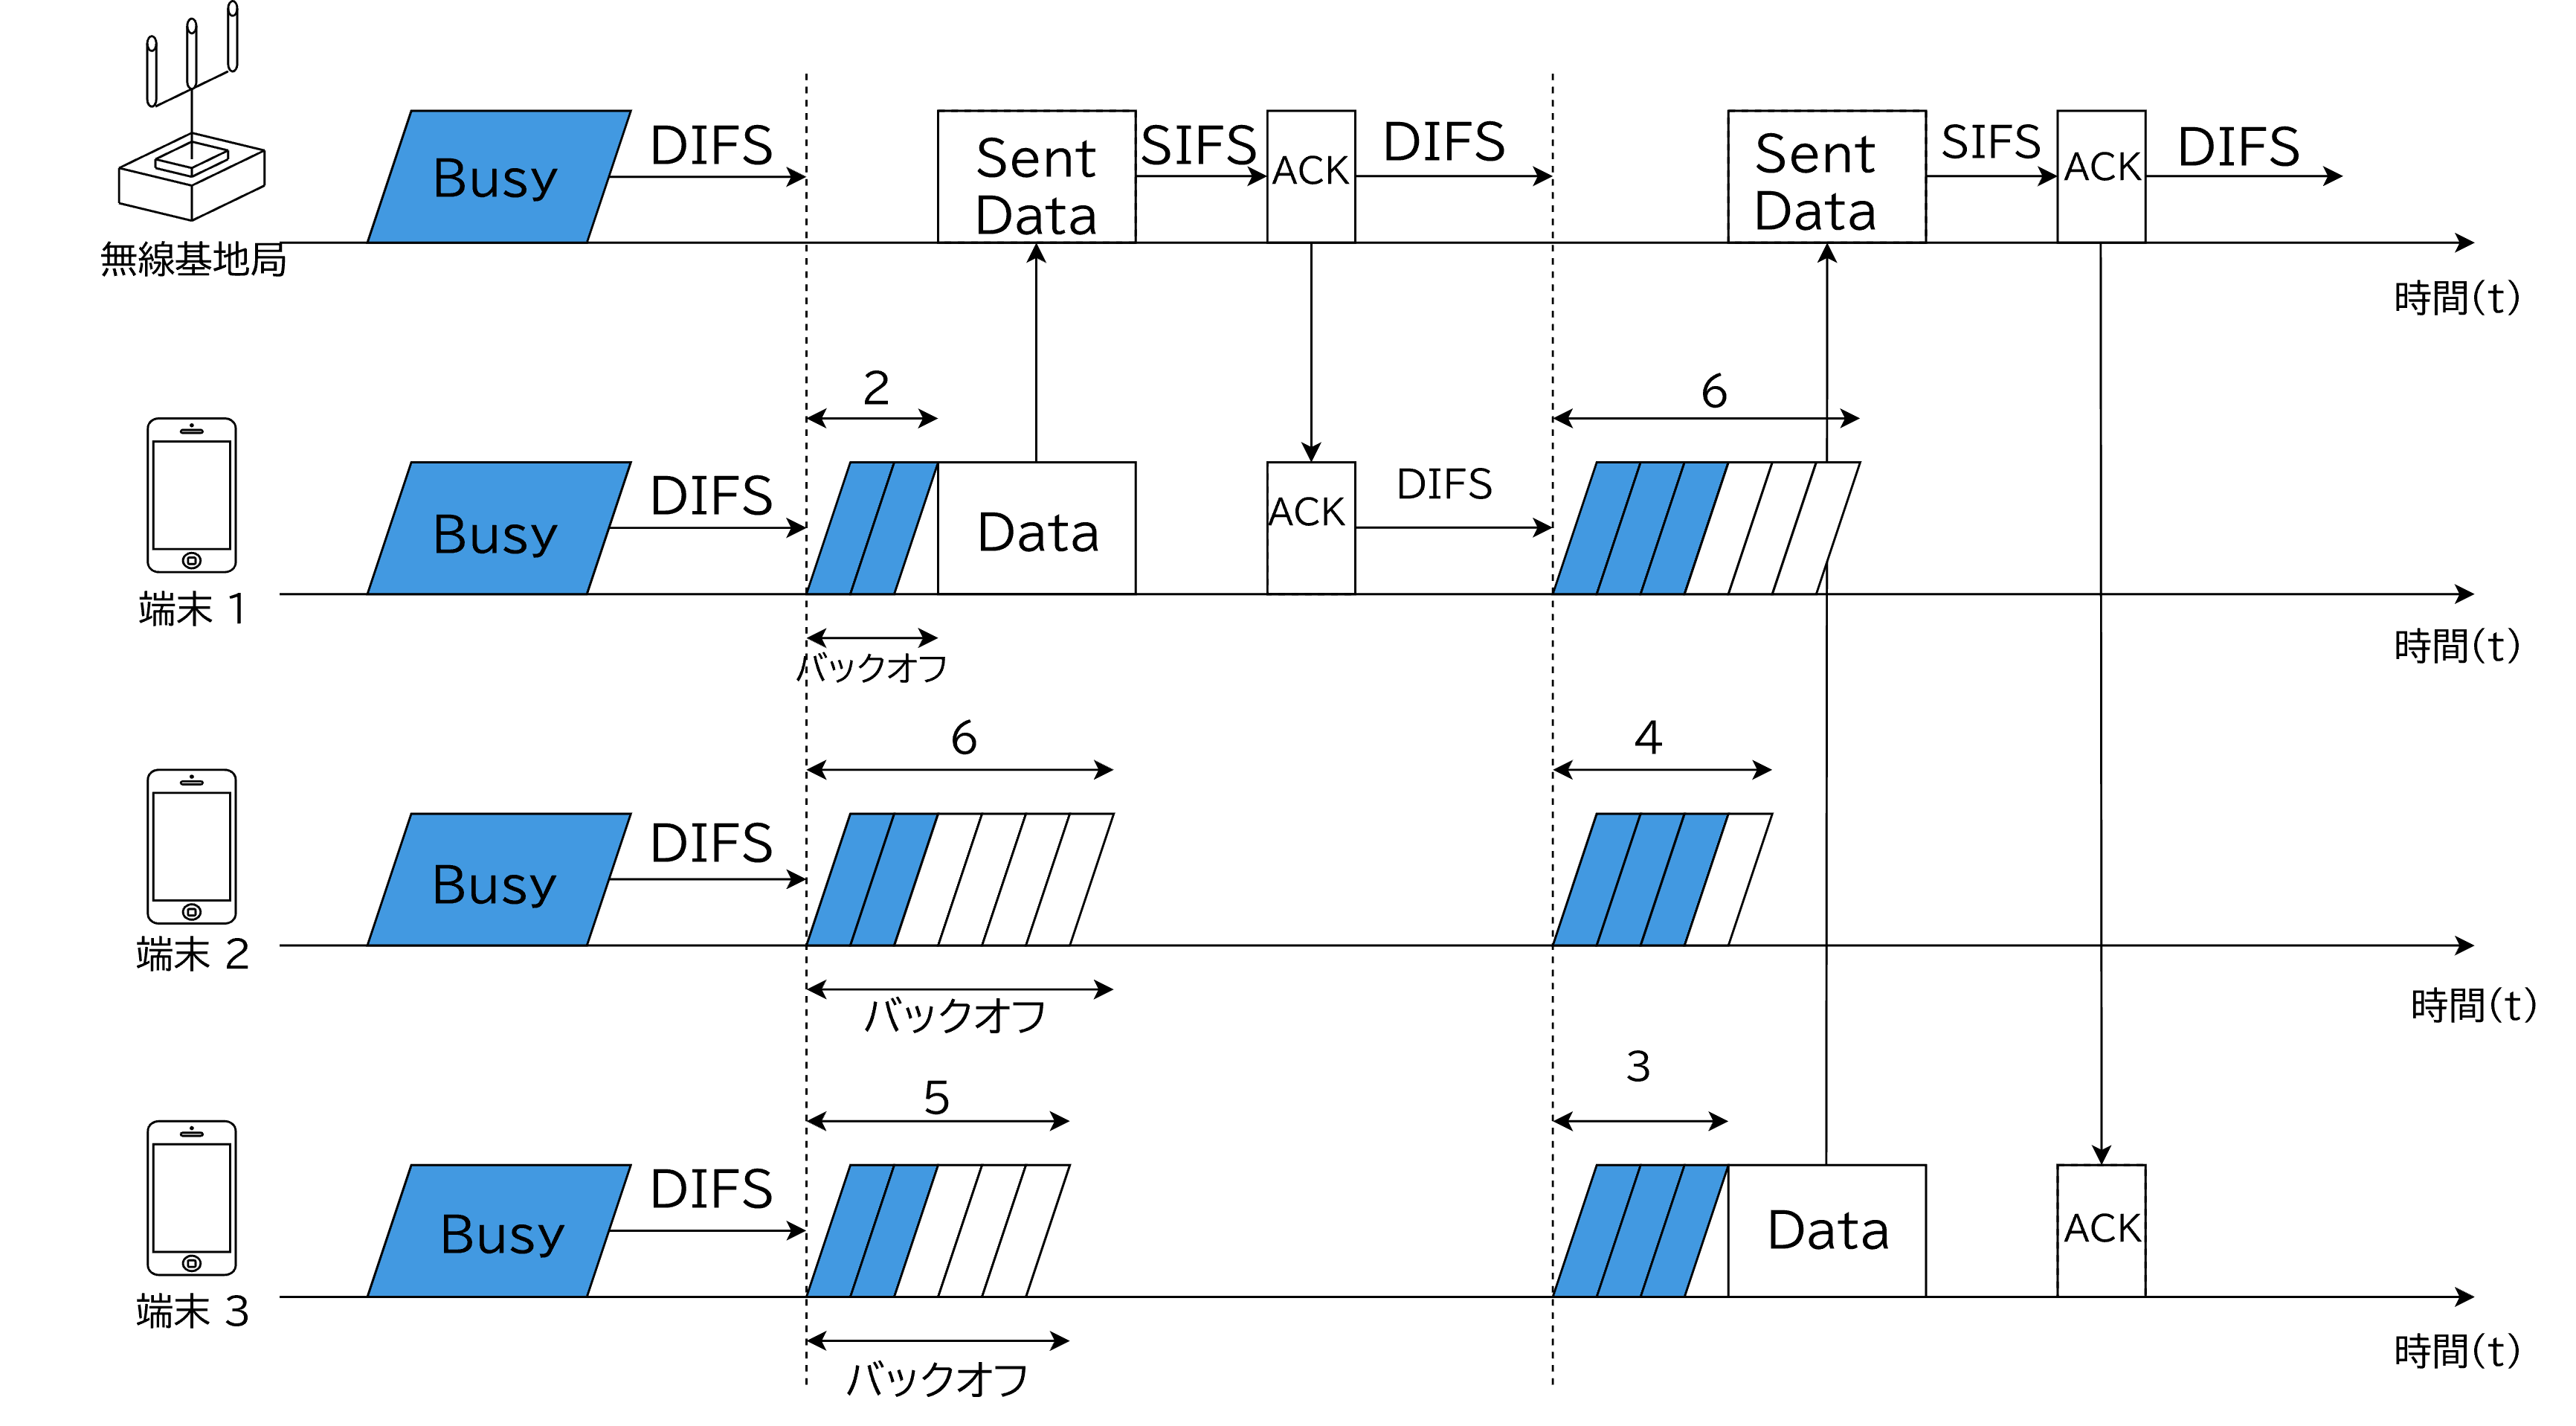 Busy
DIFS
Sent
Data
SIFS
ACK
DIFS
Sent
Data
SIFS
ACK
DIFS
無線基地局
時間(t)
2
6
Busy
DIFS
Data
ACK
DIFS
端末 1
時間(t)
バックオフ
6
4
Busy
DIFS
端末 2
時間(t)
バックオフ
5
3
Busy
DIFS
Data
ACK
端末 3
時間(t)
バックオフ